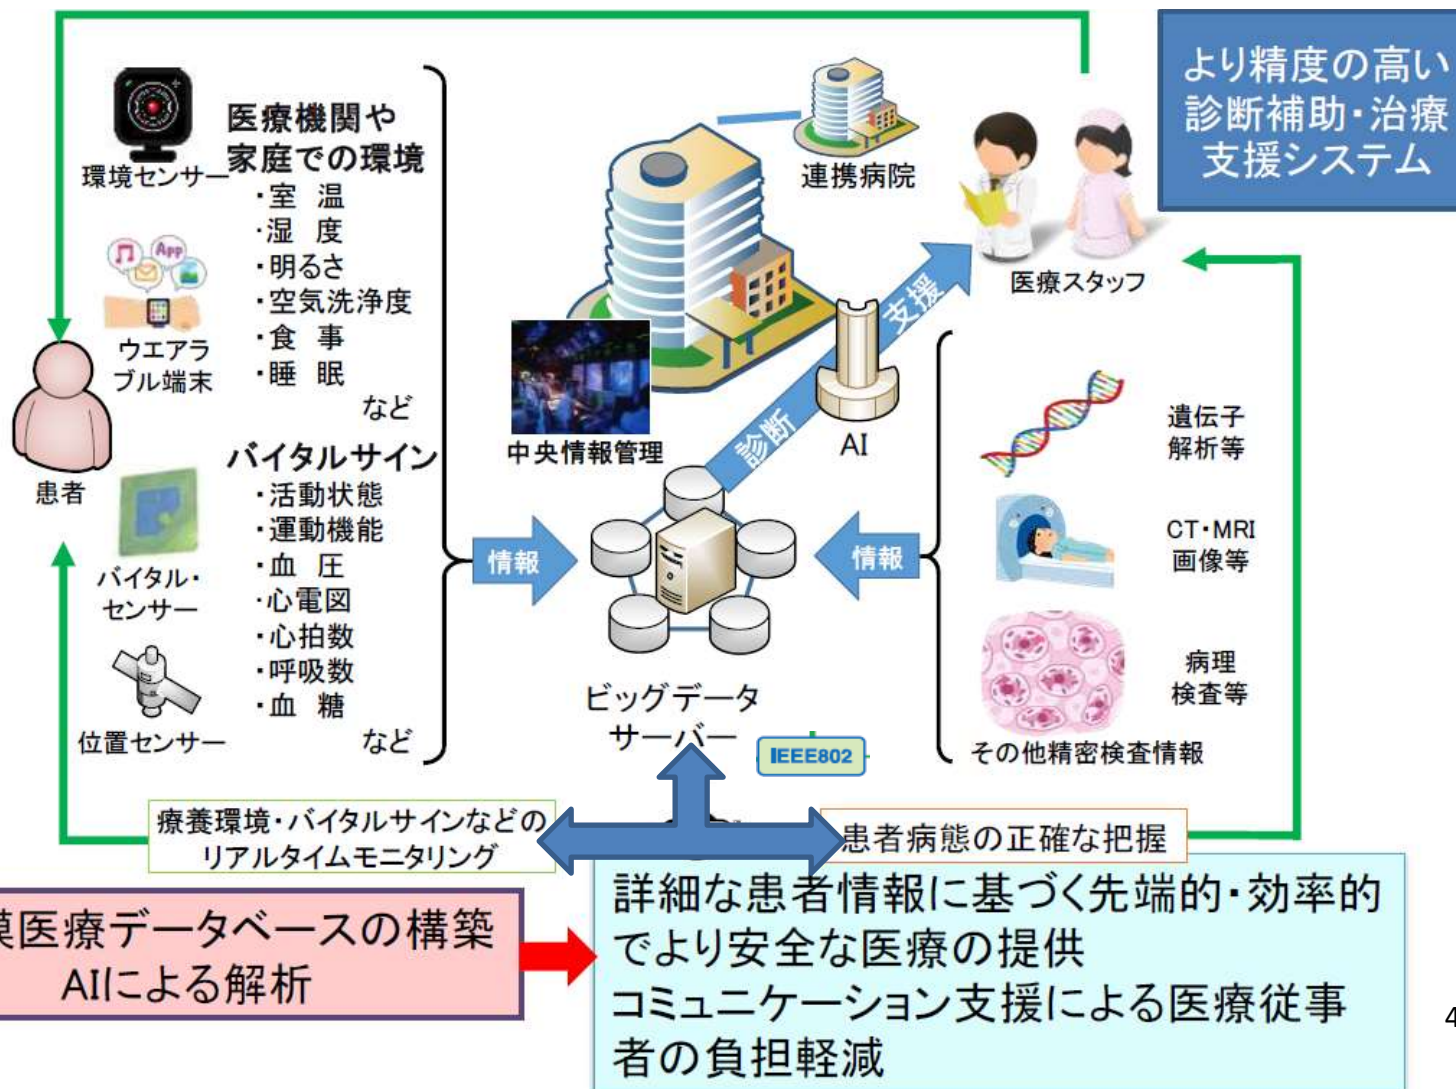 より精度の高い
診断補助・治療
支援システム
環境センサー
医療機関や
家庭での環境
・室　温
・湿　度
・明るさ
・空気洗浄度
・食　事
・睡　眠
など
App
ウエアラ
ブル端末
患者
バイタルサイン
・活動状態
・運動機能
・血　圧
・心電図
・心拍数
・呼吸数
・血　糖
など
バイタル・
センサー
位置センサー
連携病院
医療スタッフ
中央情報管理
診断
支援
AI
情報
情報
ビッグデータ
サーバー
IEEE802
遺伝子
解析等
CT・MRI
画像等
病理
検査等
その他精密検査情報
療養環境・バイタルサインなどの
リアルタイムモニタリング
患者病態の正確な把握
医療データベースの構築
AIによる解析
詳細な患者情報に基づく先端的・効率的
でより安全な医療の提供
コミュニケーション支援による医療従事
者の負担軽減
4